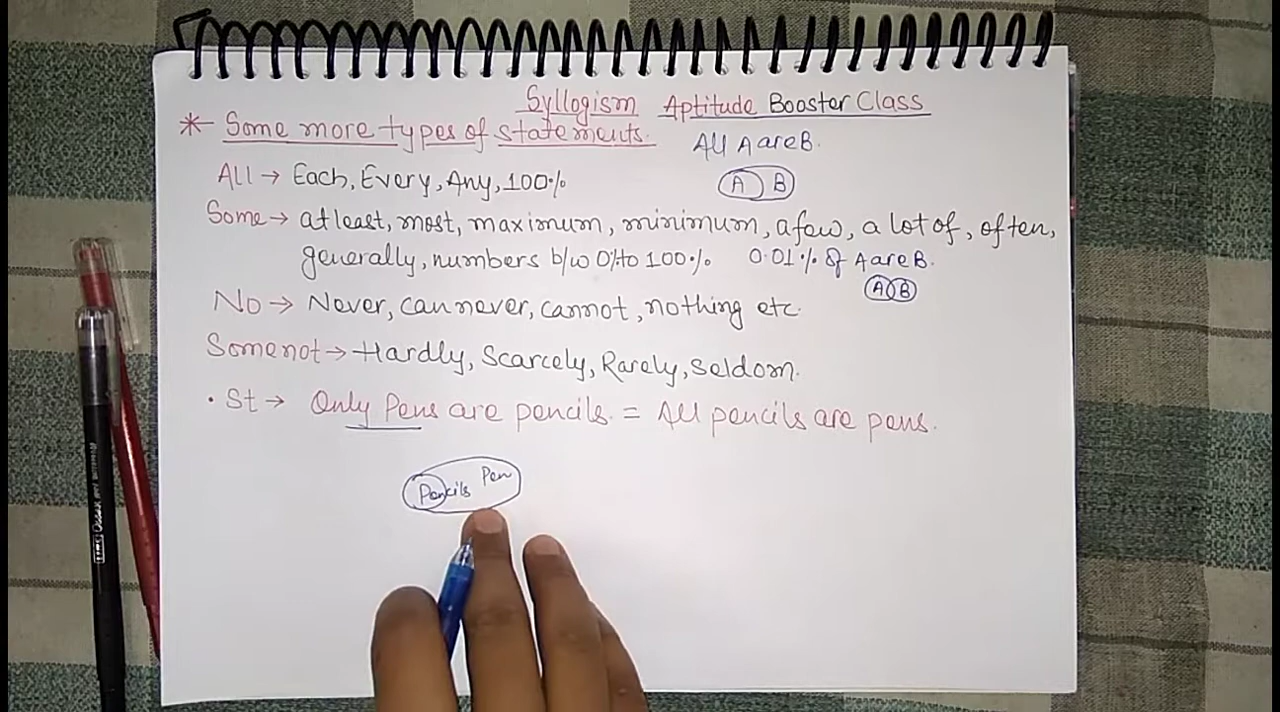 Syllogism Aptitude Booster Class
* Some more types of statements.
All A are B.
All → Each, Every, Any, 100%
A B
Some → atleast, most, maximum, minimum, a few, a lot of, often,
generally, numbers b/w 0% to 100%. 0.01% of A are B.
A B
No → Never, can never, cannot, nothing etc.
Some not → Hardly, Scarcely, Rarely, Seldom.
• St → Only Pens are pencils = All pencils are pens.
Pencils Pen